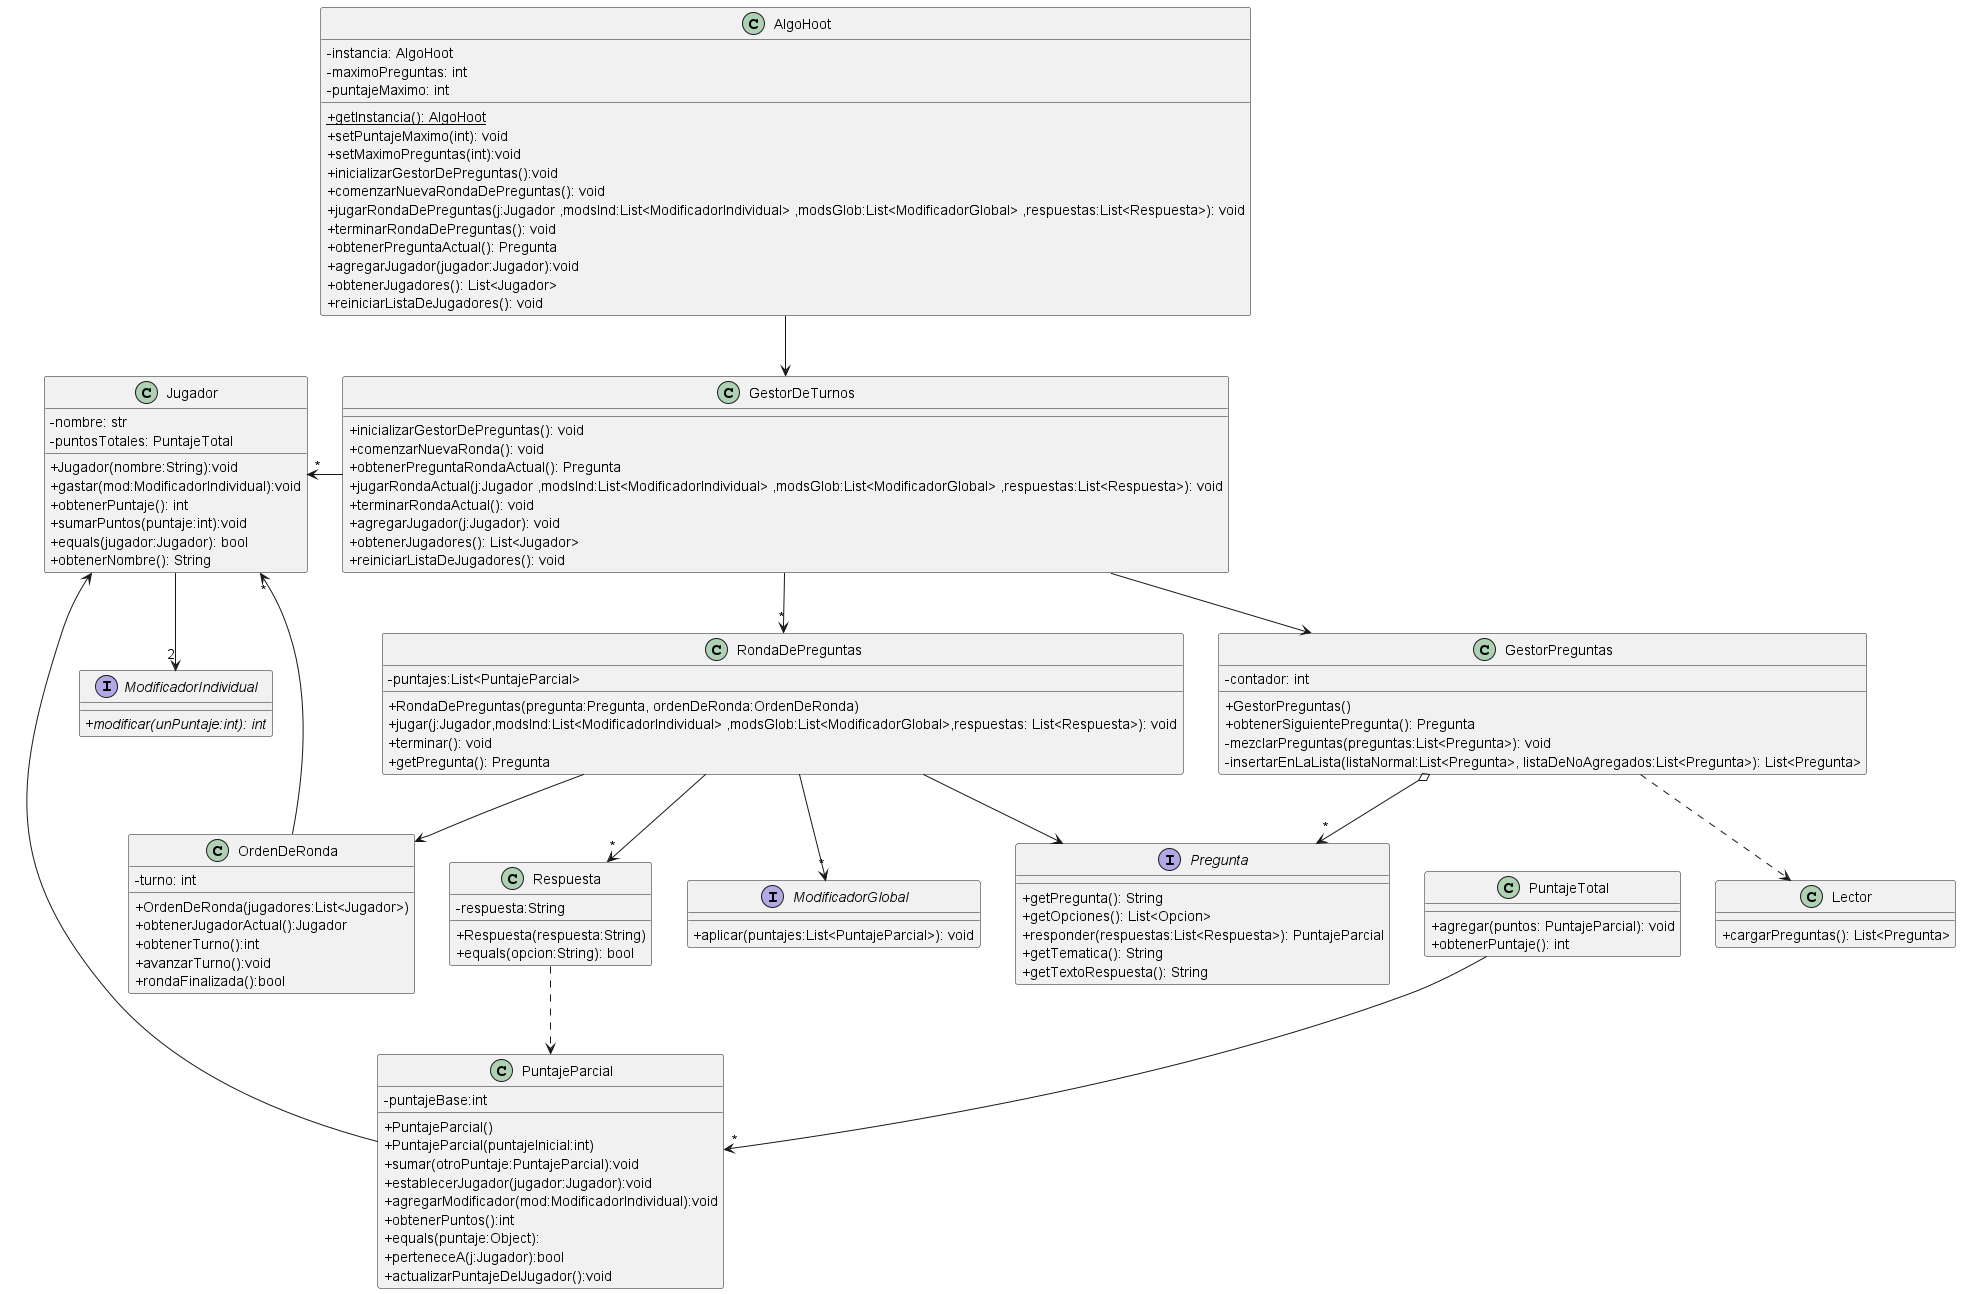 C AlgoHoot
-instancia: AlgoHoot
-maximoPreguntas: int
-puntajeMaximo: int
+getInstancia(): AlgoHoot
+setPuntajeMaximo(int): void
+setMaximoPreguntas(int):void
+inicializarGestorDePreguntas():void
+comenzarNuevaRondaDePreguntas(): void
+jugarRondaDePreguntas(j:Jugador ,modsInd:List<ModificadorIndividual> ,modsGlob:List<ModificadorGlobal> ,respuestas:List<Respuesta>): void
+terminarRondaDePreguntas(): void
+obtenerPreguntaActual(): Pregunta
+agregarJugador(jugador:Jugador):void
+obtenerJugadores(): List<Jugador>
+reiniciarListaDeJugadores(): void
C Jugador
-nombre: str
-puntosTotales: PuntajeTotal
+Jugador(nombre:String):void
+gastar(mod:ModificadorIndividual):void
+obtenerPuntaje(): int
+sumarPuntos(puntaje:int):void
+equals(jugador:Jugador): bool
+obtenerNombre(): String
*
C GestorDeTurnos
+inicializarGestorDePreguntas(): void
+comenzarNuevaRonda(): void
+obtenerPreguntaRondaActual(): Pregunta
+jugarRondaActual(j:Jugador ,modsInd:List<ModificadorIndividual> ,modsGlob:List<ModificadorGlobal> ,respuestas:List<Respuesta>): void
+terminarRondaActual(): void
+agregarJugador(j:Jugador): void
+obtenerJugadores(): List<Jugador>
+reiniciarListaDeJugadores(): void
*
*
2
I ModificadorIndividual
+modificar(unPuntaje:int): int
C RondaDePreguntas
-puntajes:List<PuntajeParcial>
+RondaDePreguntas(pregunta:Pregunta, ordenDeRonda:OrdenDeRonda)
+jugar(j:Jugador,modsInd:List<ModificadorIndividual> ,modsGlob:List<ModificadorGlobal>,respuestas: List<Respuesta>): void
+terminar(): void
+getPregunta(): Pregunta
C GestorPreguntas
-contador: int
+GestorPreguntas()
+obtenerSiguientePregunta(): Pregunta
-mezclarPreguntas(preguntas:List<Pregunta>): void
-insertarEnLaLista(listaNormal:List<Pregunta>, listaDeNoAgregados:List<Pregunta>): List<Pregunta>
*
*
*
C OrdenDeRonda
-turno: int
+OrdenDeRonda(jugadores:List<Jugador>)
+obtenerJugadorActual():Jugador
+obtenerTurno():int
+avanzarTurno():void
+rondaFinalizada():bool
C Respuesta
-respuesta:String
+Respuesta(respuesta:String)
+equals(opcion:String): bool
I ModificadorGlobal
+aplicar(puntajes:List<PuntajeParcial>): void
I Pregunta
+getPregunta(): String
+getOpciones(): List<Opcion>
+responder(respuestas:List<Respuesta>): PuntajeParcial
+getTematica(): String
+getTextoRespuesta(): String
C PuntajeTotal
+agregar(puntos: PuntajeParcial): void
+obtenerPuntaje(): int
C Lector
+cargarPreguntas(): List<Pregunta>
C PuntajeParcial
-puntajeBase:int
+PuntajeParcial()
+PuntajeParcial(puntajeInicial:int)
+sumar(otroPuntaje:PuntajeParcial):void
+establecerJugador(jugador:Jugador):void
+agregarModificador(mod:ModificadorIndividual):void
+obtenerPuntos():int
+equals(puntaje:Object):
+perteneceA(j:Jugador):bool
+actualizarPuntajeDelJugador():void
*